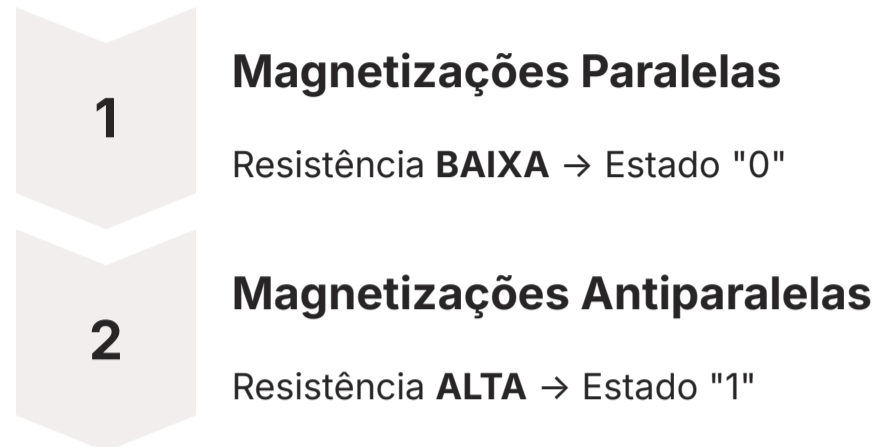 1
Magnetizações Paralelas
Resistência BAIXA → Estado "0"
2
Magnetizações Antiparalelas
Resistência ALTA → Estado "1"